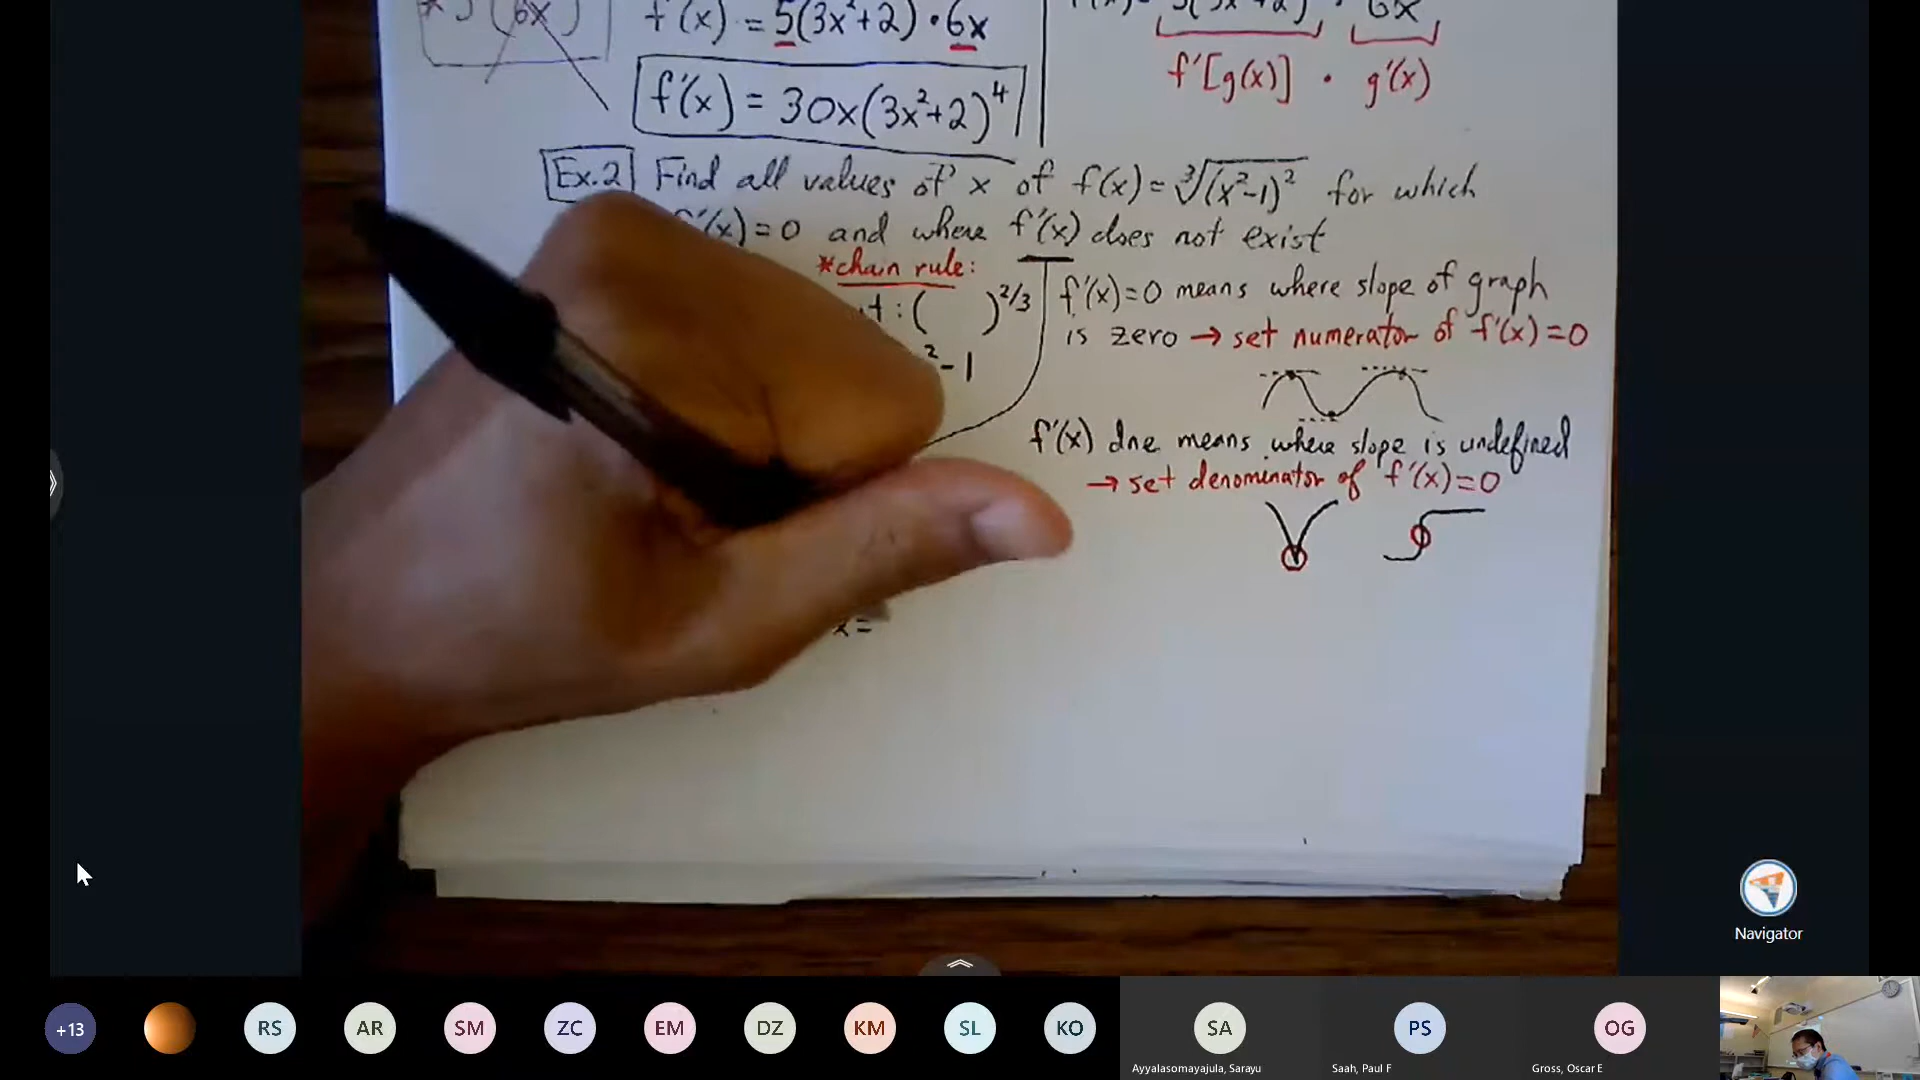 f'(x) = 5(3x²+2) · 6x
f'(x) = 30x(3x²+2)⁴
6x
f'[g(x)] · g'(x)
Ex.2 Find all values of x of f(x) = ∛(x²-1)² for which
f'(x) = 0 and where f'(x) does not exist
*chain rule:
: ( )^2/3
² - 1
x =
f'(x)=0 means where slope of graph
is zero → set numerator of f'(x)=0
f'(x) dne means where slope is undefined
→ set denominator of f'(x)=0
Navigator
+13
RS
AR
SM
ZC
EM
DZ
KM
SL
KO
SA
PS
OG
Ayyalasomayajula, Sarayu
Saah, Paul F
Gross, Oscar E